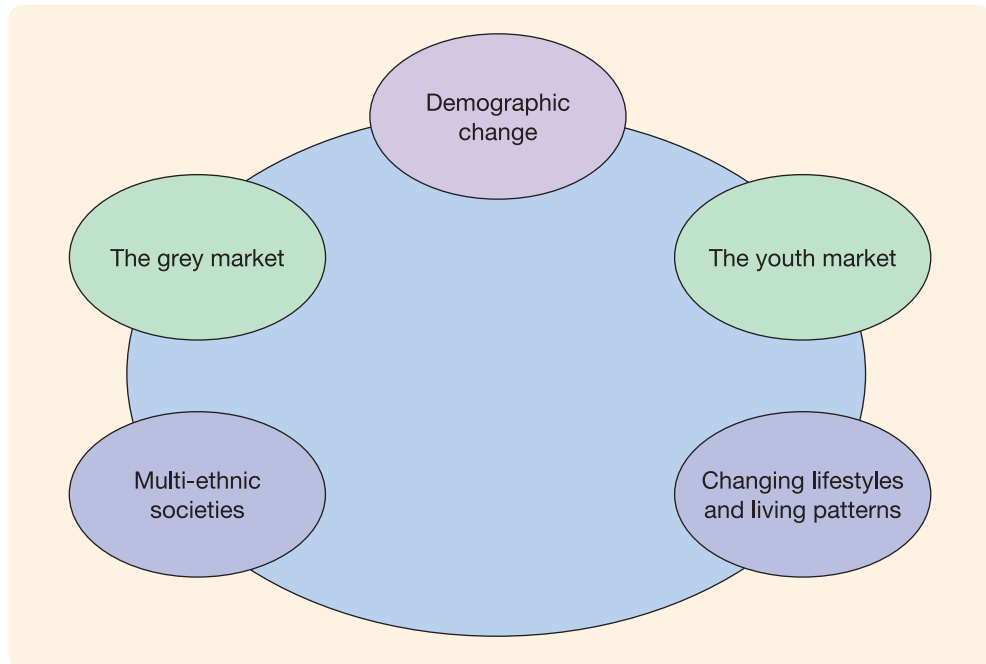 Demographic
change
The grey market
The youth market
Multi-ethnic
societies
Changing lifestyles
and living patterns